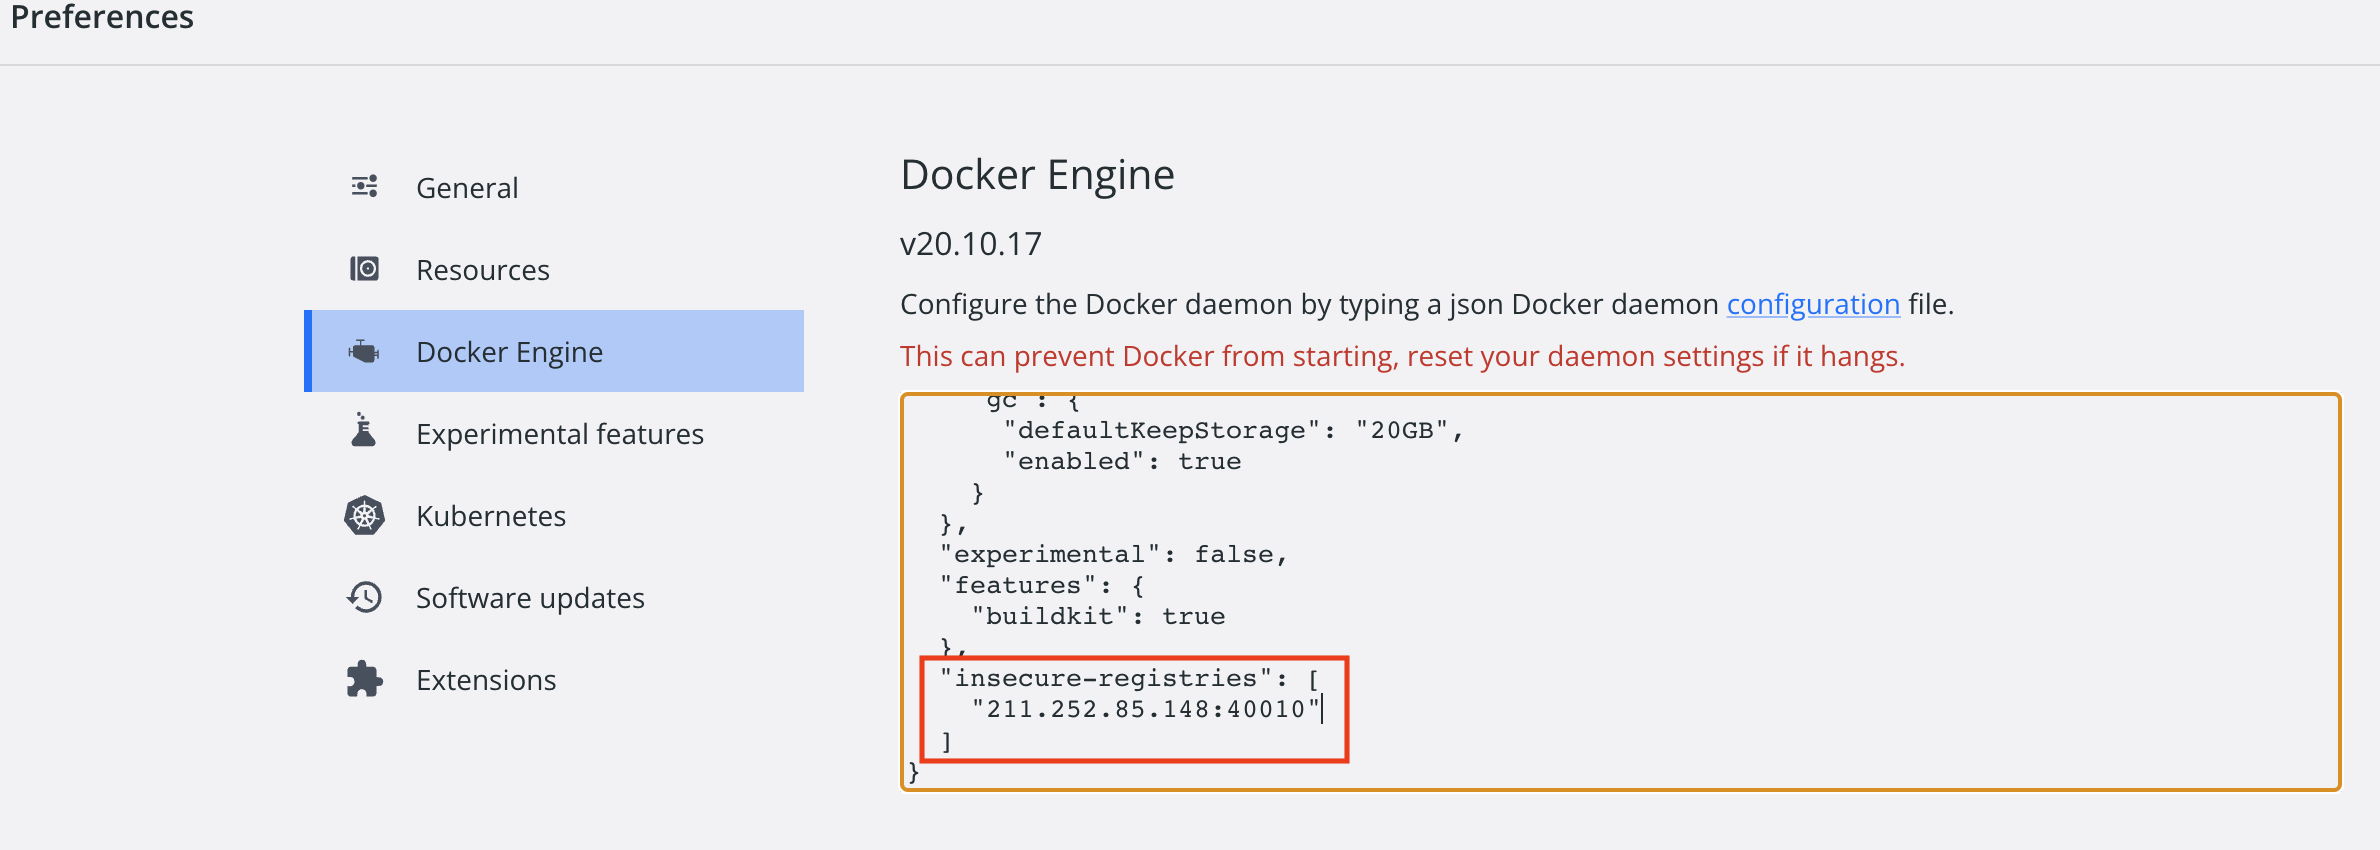 Preferences
General
Resources
Docker Engine
Experimental features
Kubernetes
Software updates
Extensions
Docker Engine
v20.10.17
Configure the Docker daemon by typing a json Docker daemon configuration file.
This can prevent Docker from starting, reset your daemon settings if it hangs.
gc : {
"defaultKeepStorage": "20GB",
"enabled": true
}
},
"experimental": false,
"features": {
"buildkit": true
},
"insecure-registries": [
"211.252.85.148:40010"
]
}